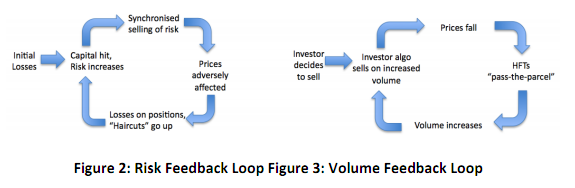 Synchronised
selling of risk
Initial
Losses
Capital hit,
Risk increases
Prices
adversely
affected
Losses on positions,
"Haircuts" go up
Prices fall
Investor
decides
to sell
Investor algo
sells on increased
volume
HFTs
"pass-the-parcel"
Volume increases
Figure 2: Risk Feedback Loop Figure 3: Volume Feedback Loop